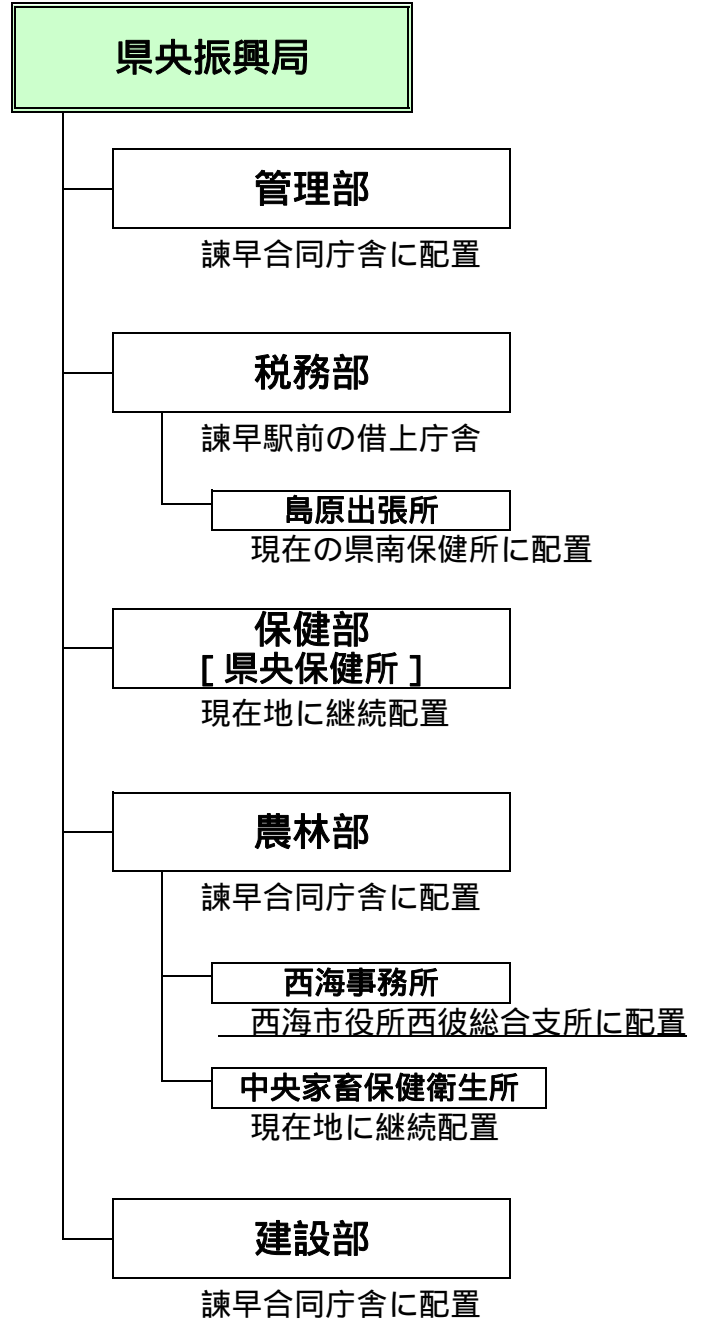 県央振興局
管理部
諫早合同庁舎に配置
税務部
諫早駅前の借上庁舎
島原出張所
現在の県南保健所に配置
保健部
[ 県央保健所 ]
現在地に継続配置
農林部
諫早合同庁舎に配置
西海事務所
西海市役所西彼総合支所に配置
中央家畜保健衛生所
現在地に継続配置
建設部
諫早合同庁舎に配置